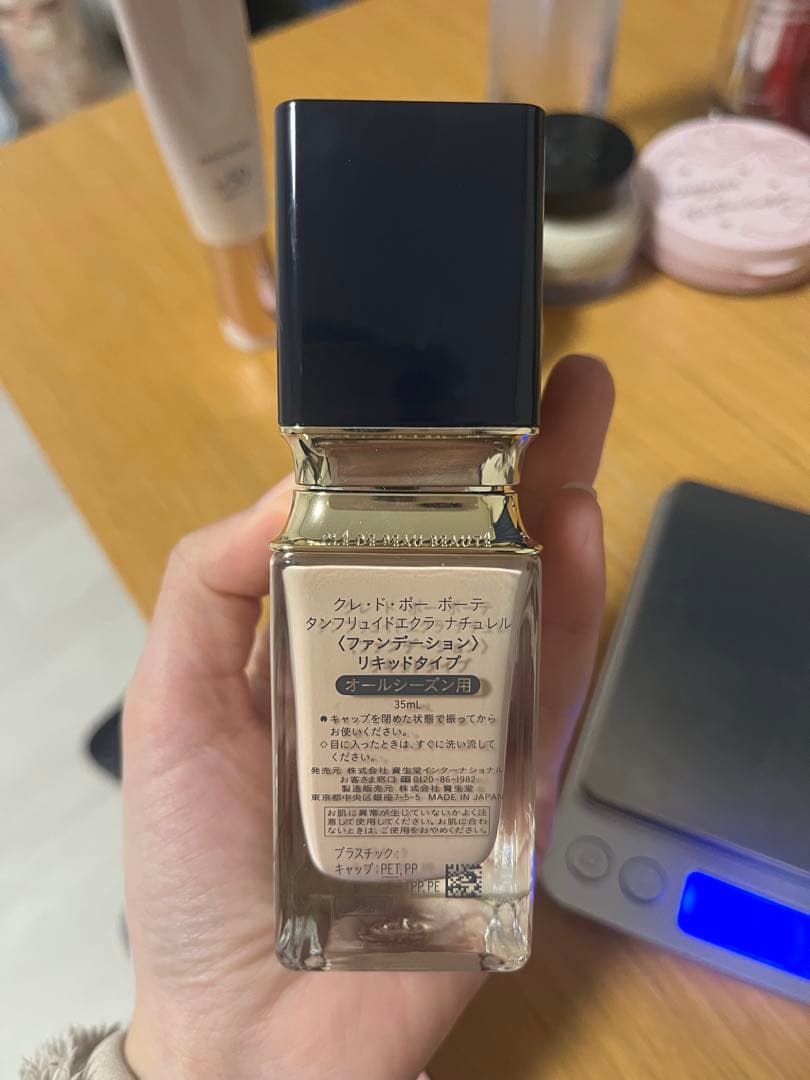 CLÉ DE PEAU BEAUTÉ
クレ・ド・ポー ボーテ
タンフリュイドエクラ ナチュレル
〈ファンデーション〉
リキッドタイプ
オールシーズン用
35mL
キャップを閉めた状態で振ってから
お使いください。
◇目に入ったときは、すぐに洗い流して
ください。
発売元 株式会社 資生堂インターナショナル
お客さま窓口 0120-86-1982
製造販売元 株式会社 資生堂
東京都中央区銀座7-5-5 MADE IN JAPAN
お肌に異常が生じていないかよく注
意して使用してください。お肌に合わ
ないときは、ご使用をおやめください。
プラスチック:
キャップ:PET,PP
PP,PE